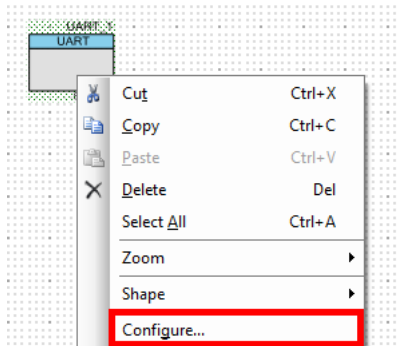 UART_1
UART
Cut Ctrl+X
Copy Ctrl+C
Paste Ctrl+V
Delete Del
Select All Ctrl+A
Zoom
Shape
Configure...